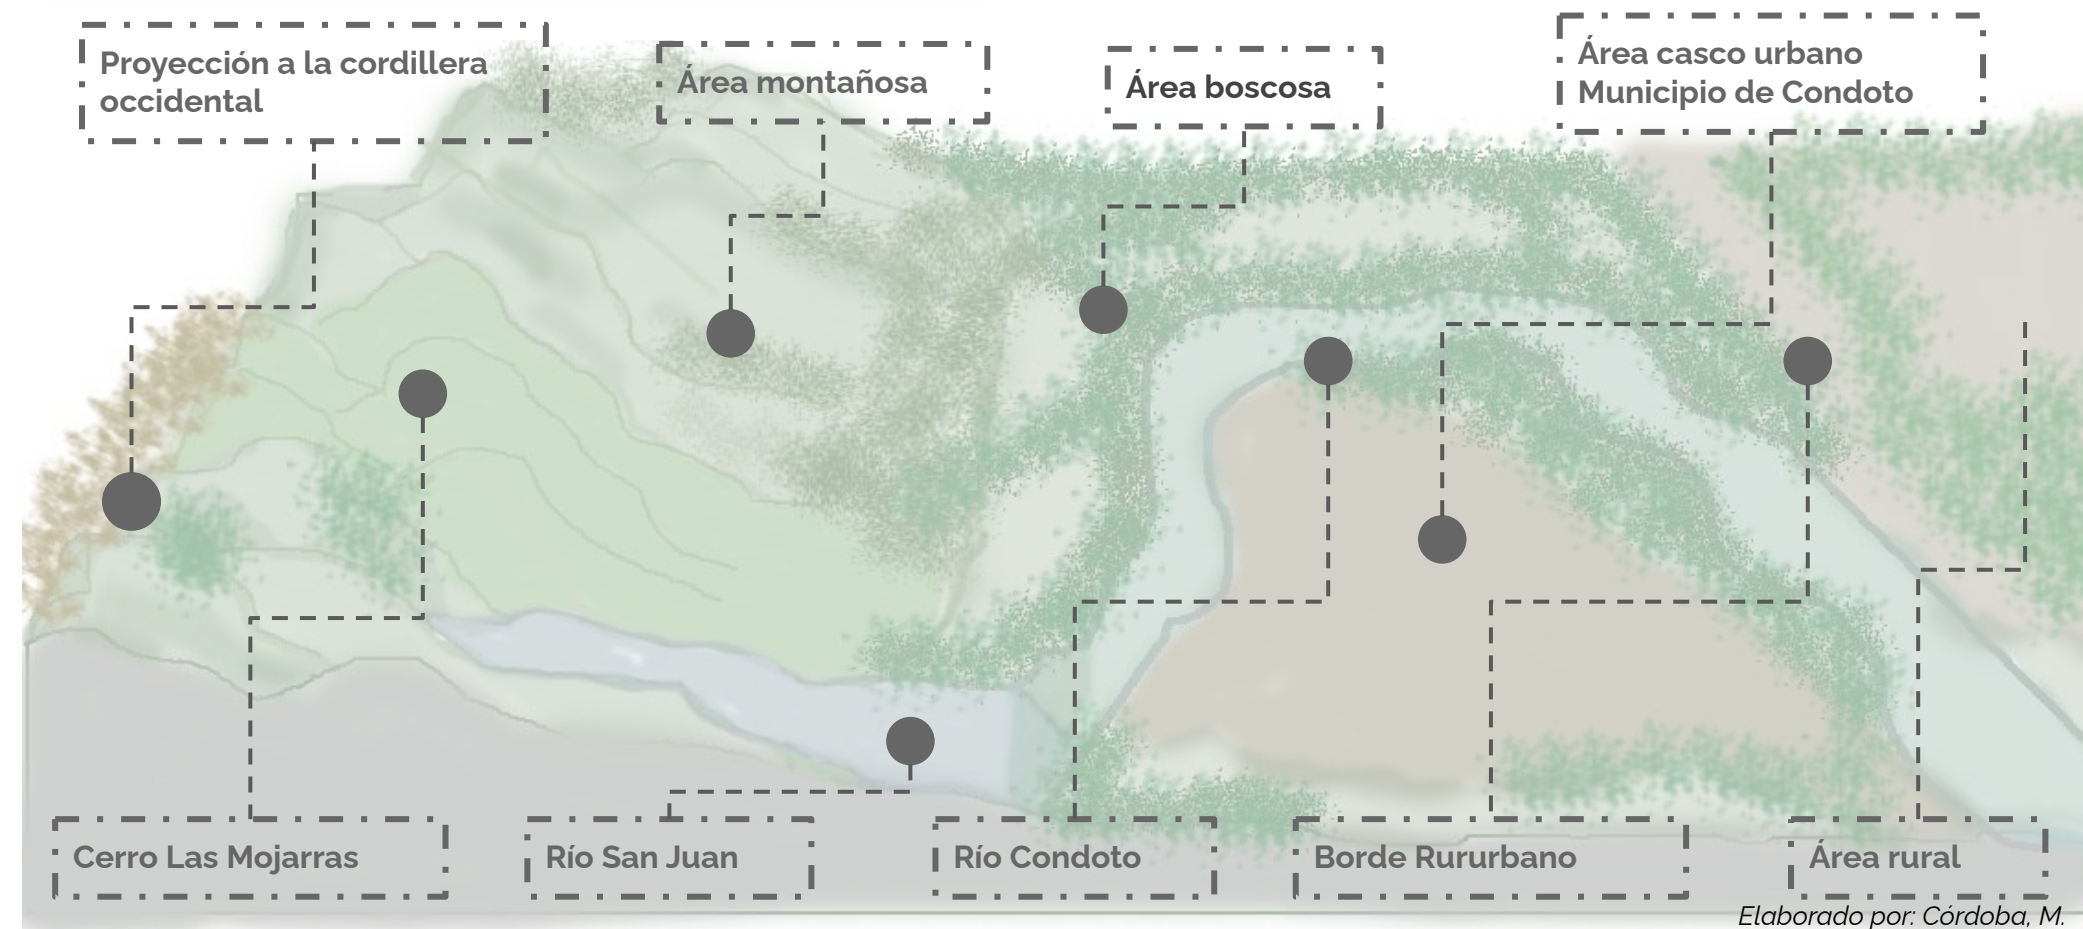 Proyección a la cordillera
occidental
Área montañosa
Área boscosa
Área casco urbano
Municipio de Condoto
Cerro Las Mojarras
Río San Juan
Río Condoto
Borde Rururbano
Área rural
Elaborado por: Córdoba, M.